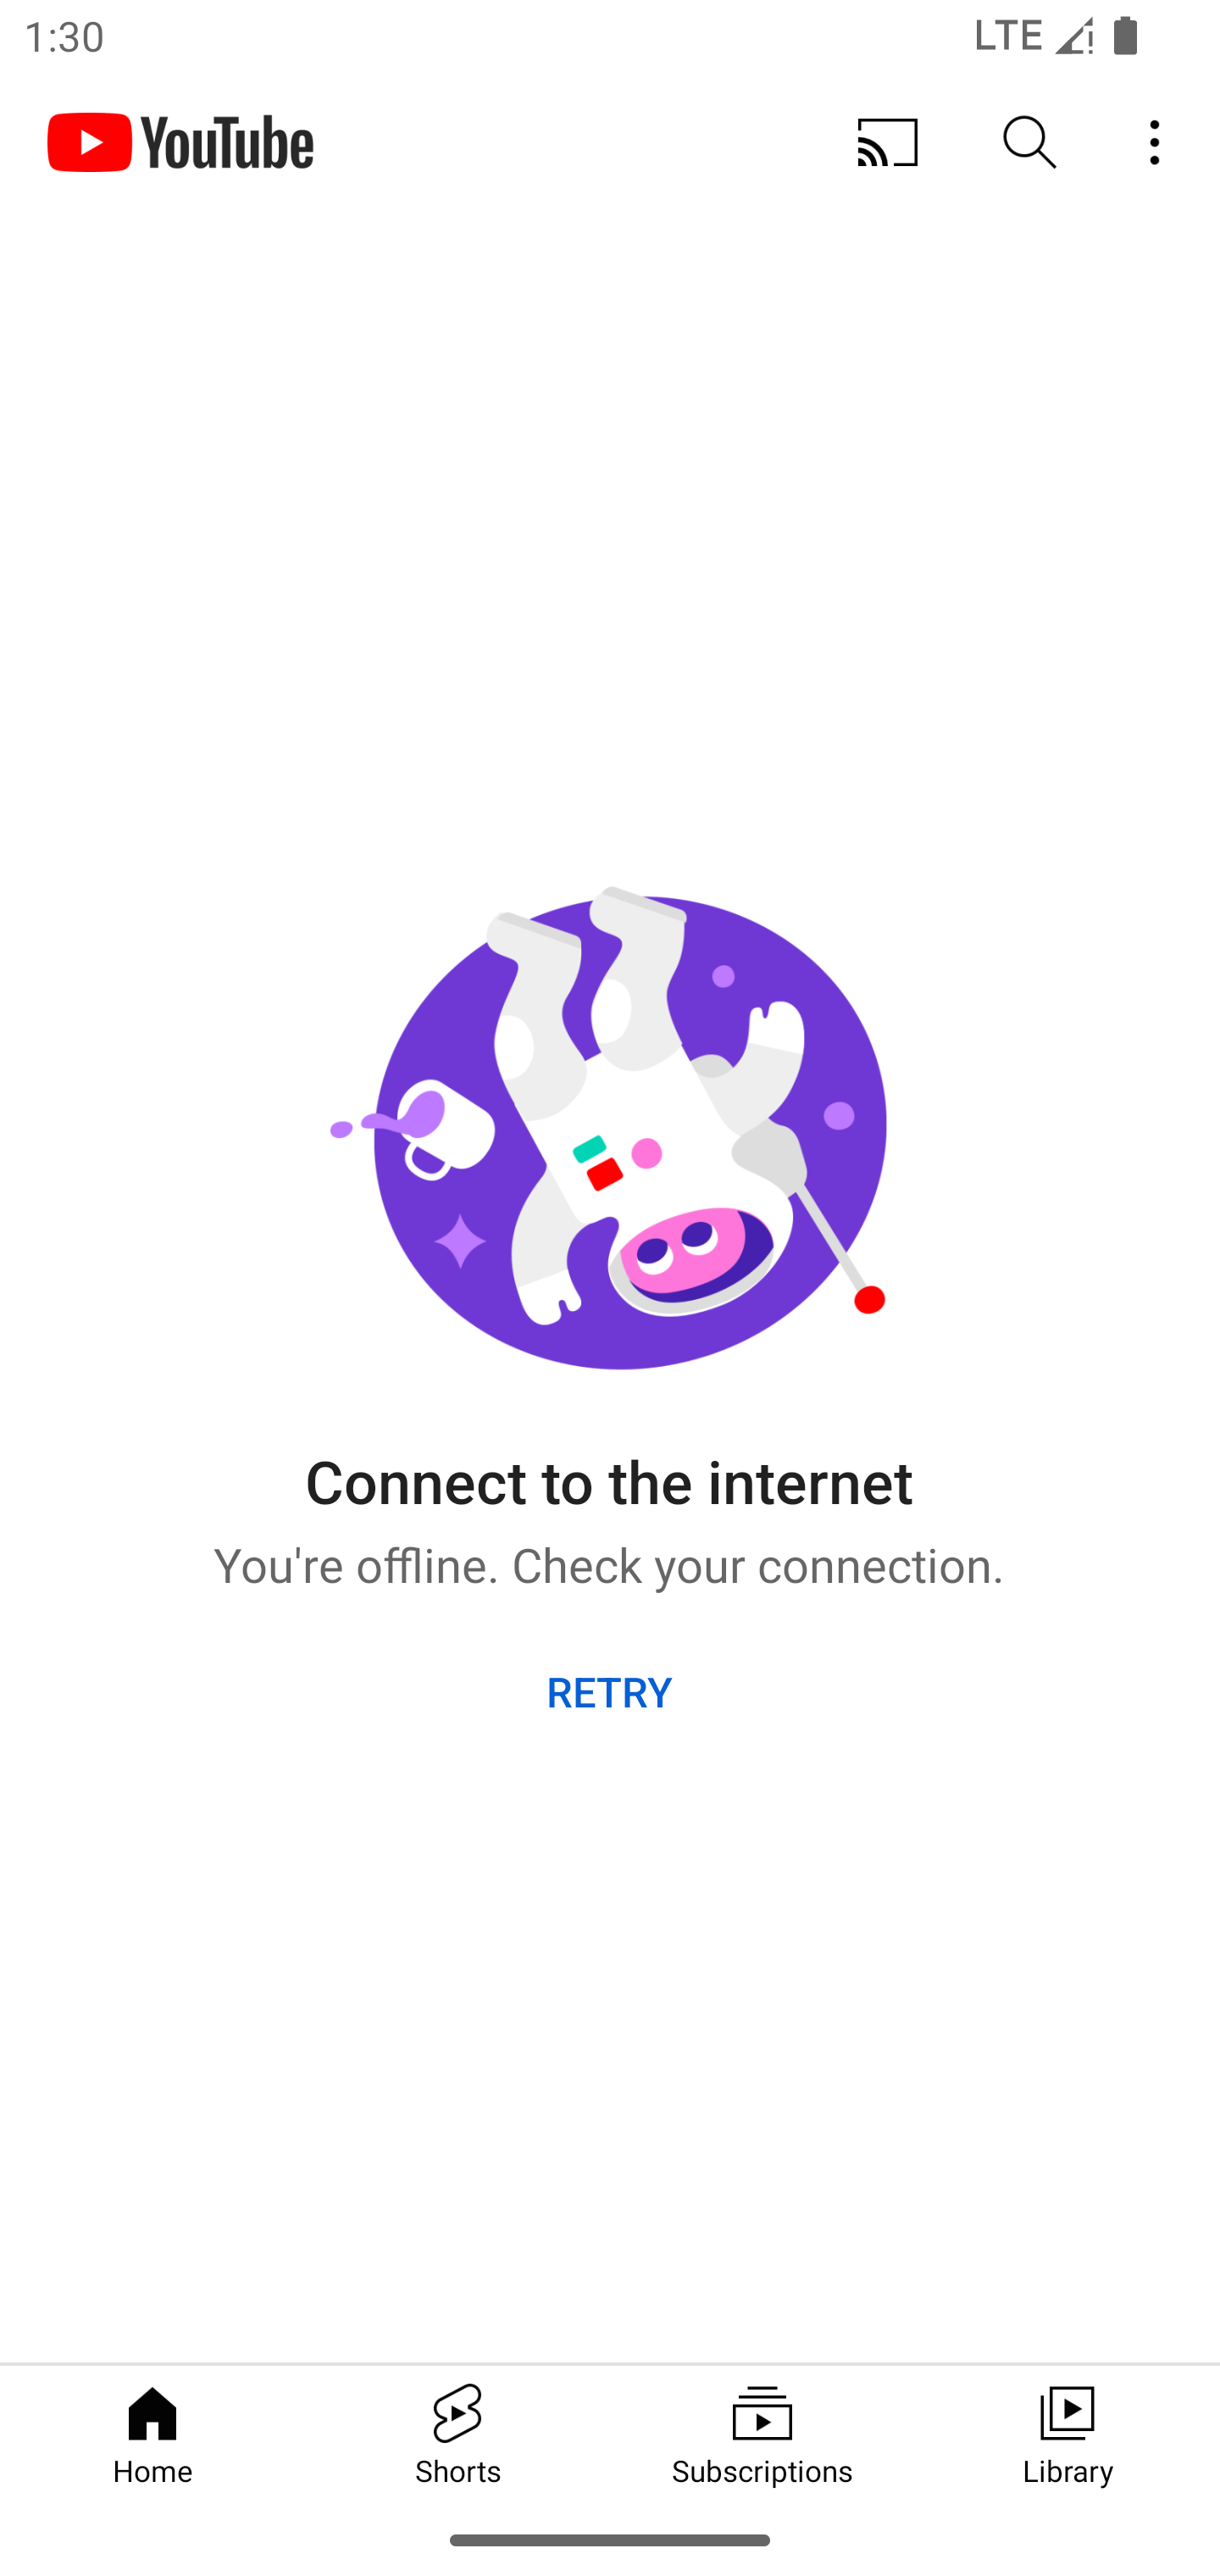 1:30
LTE
YouTube
Connect to the internet
You're offline. Check your connection.
RETRY
Home
Shorts
Subscriptions
Library